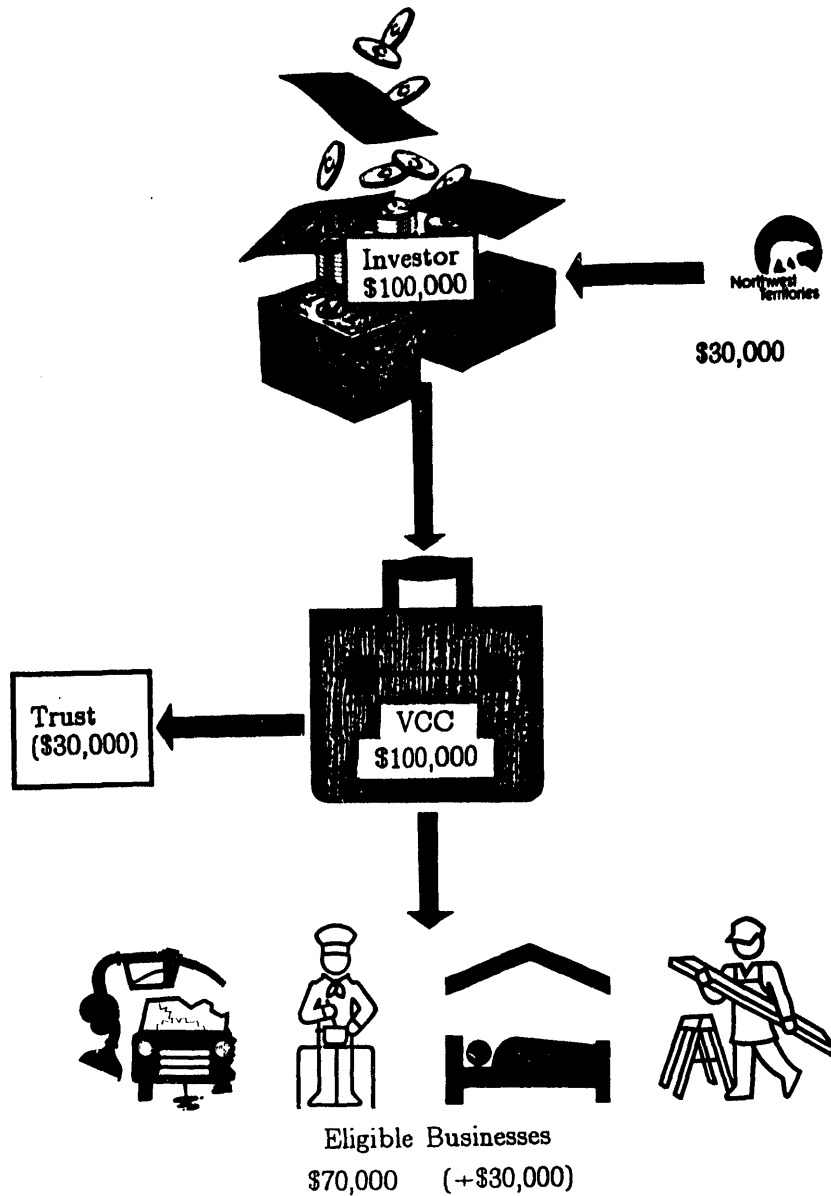 Investor
$100,000
Northwest
Territories
$30,000
Trust
($30,000)
VCC
$100,000
Eligible Businesses
$70,000 (+$30,000)